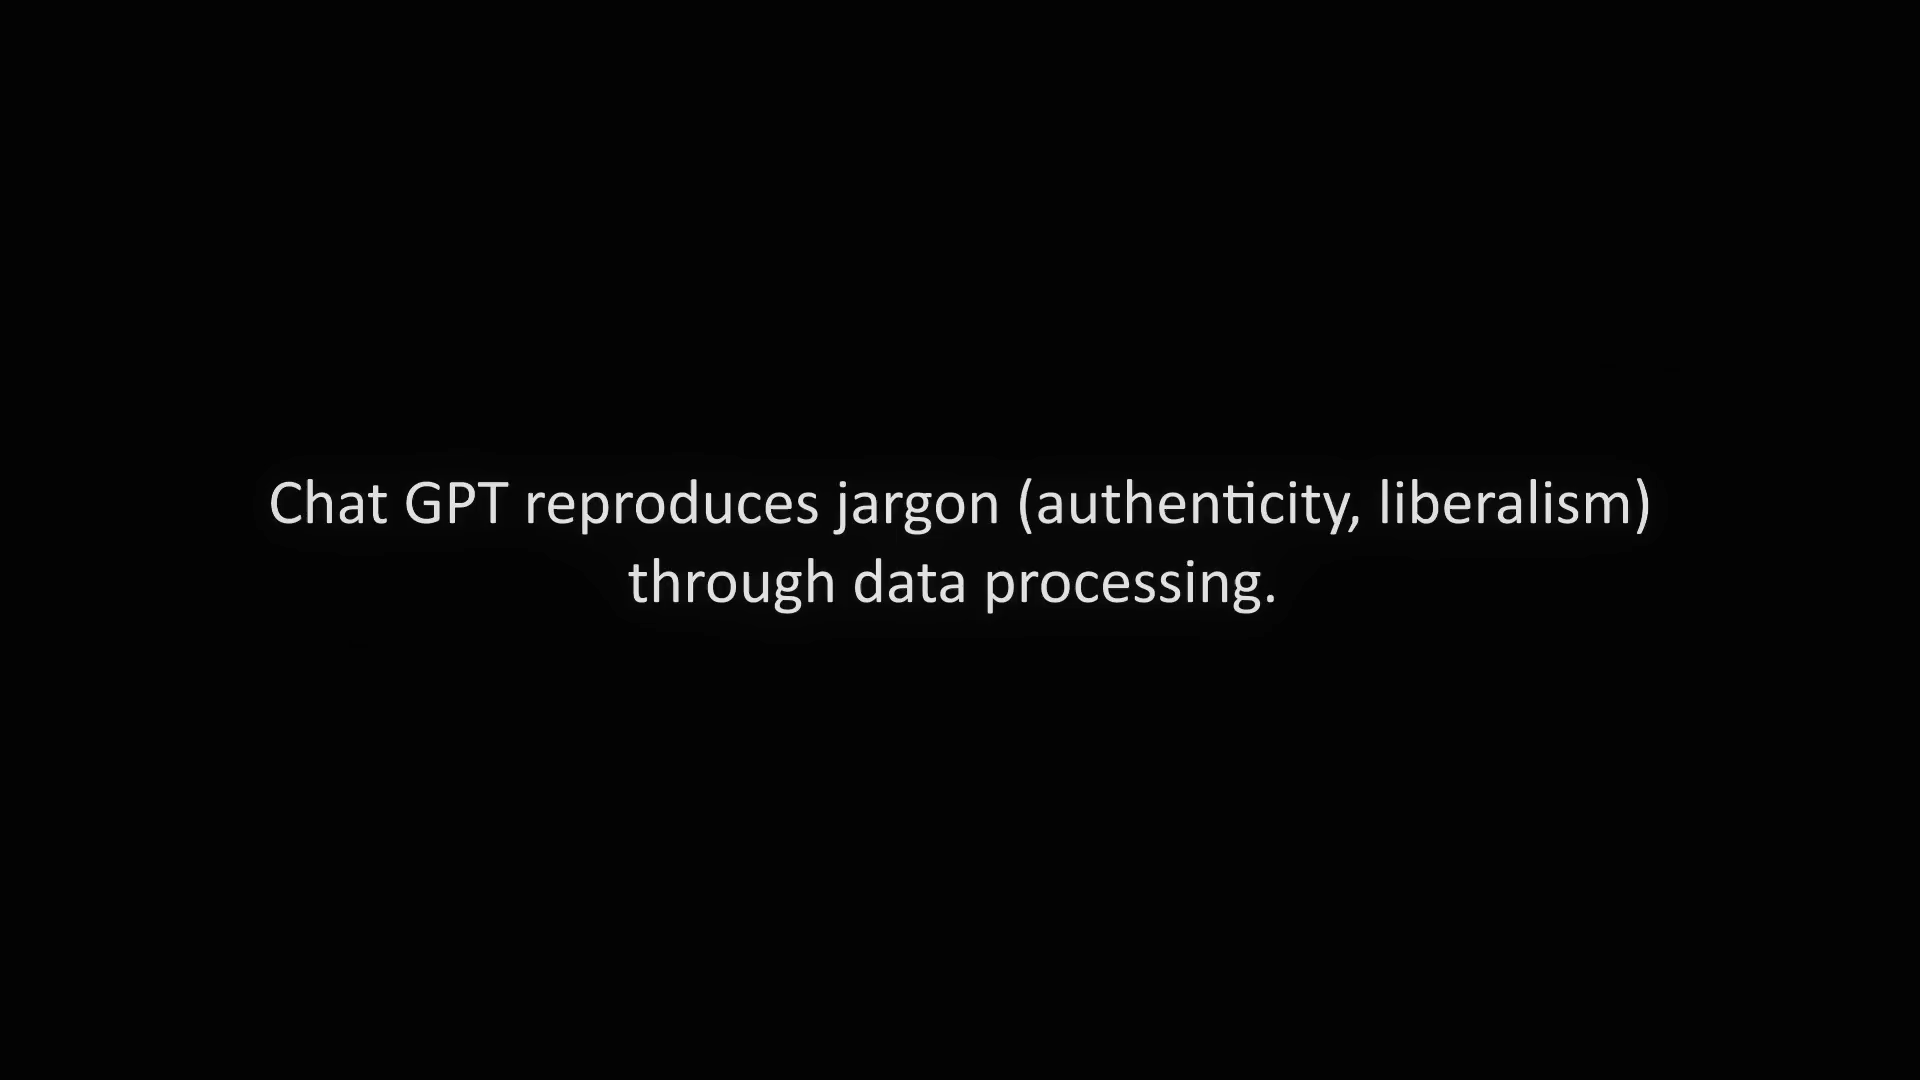 Chat GPT reproduces jargon (authenticity, liberalism)
through data processing.